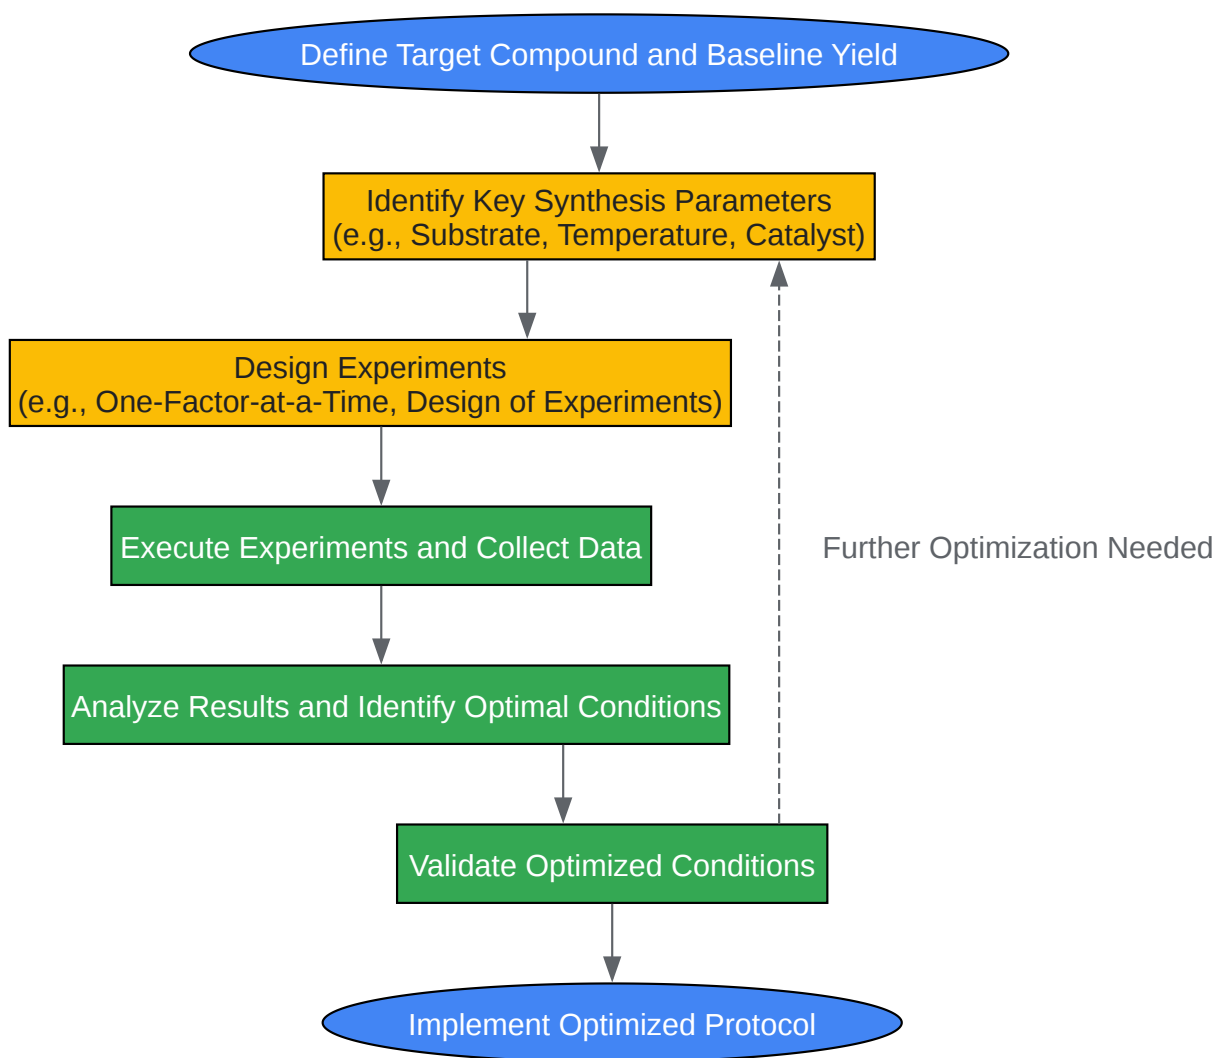 Define Target Compound and Baseline Yield
Identify Key Synthesis Parameters
(e.g., Substrate, Temperature, Catalyst)
Design Experiments
(e.g., One-Factor-at-a-Time, Design of Experiments)
Execute Experiments and Collect Data
Further Optimization Needed
Analyze Results and Identify Optimal Conditions
Validate Optimized Conditions
Implement Optimized Protocol